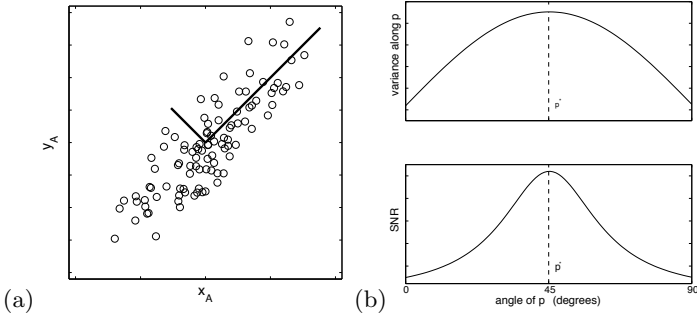 (a)
y_A
x_A
(b)
variance along p
p*
SNR
p*
0
45
90
angle of p (degrees)